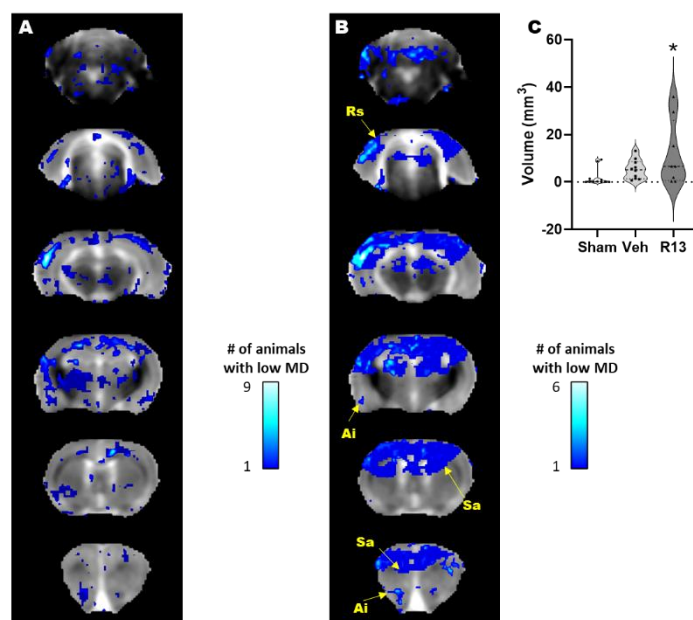 A
B
C
Rs
Ai
Sa
Sa
Ai
# of animals
with low MD
9
1
# of animals
with low MD
6
1
*
Volume (mm³)
60
40
20
0
-20
Sham Veh R13